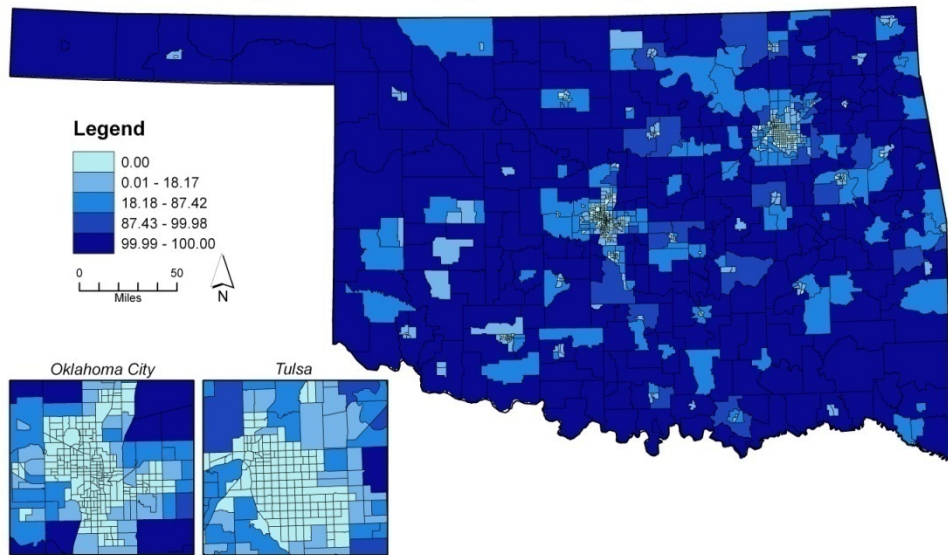 Legend
0.00
0.01 - 18.17
18.18 - 87.42
87.43 - 99.98
99.99 - 100.00
0 50
Miles
N
Oklahoma City Tulsa